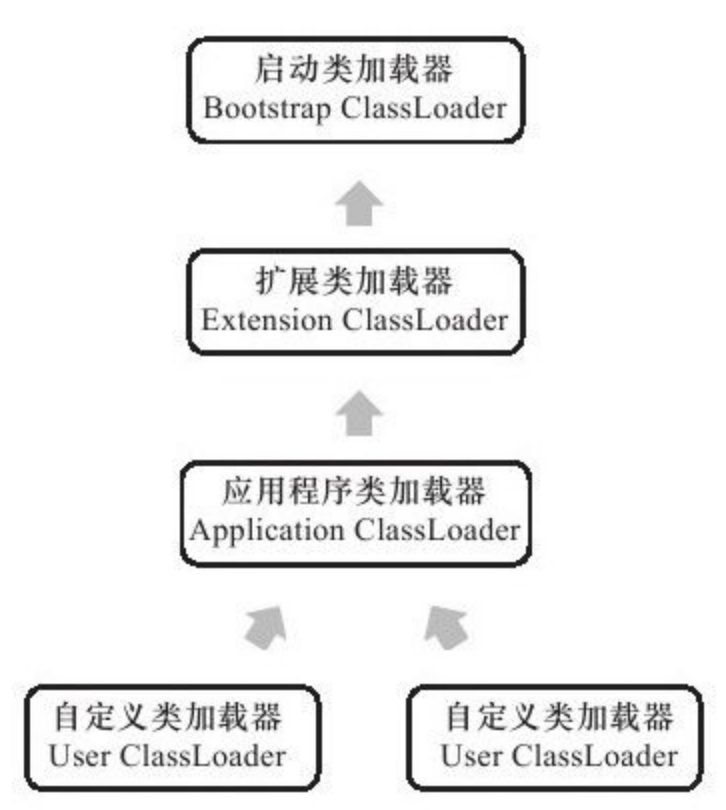 启动类加载器
Bootstrap ClassLoader
扩展类加载器
Extension ClassLoader
应用程序类加载器
Application ClassLoader
自定义类加载器
User ClassLoader
自定义类加载器
User ClassLoader